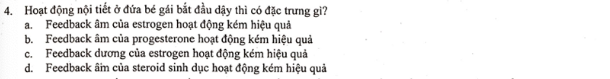 4. Hoạt động nội tiết ở đứa bé gái bắt đầu dậy thì có đặc trưng gì?
a. Feedback âm của estrogen hoạt động kém hiệu quả
b. Feedback âm của progesterone hoạt động kém hiệu quả
c. Feedback dương của estrogen hoạt động kém hiệu quả
d. Feedback âm của steroid sinh dục hoạt động kém hiệu quả